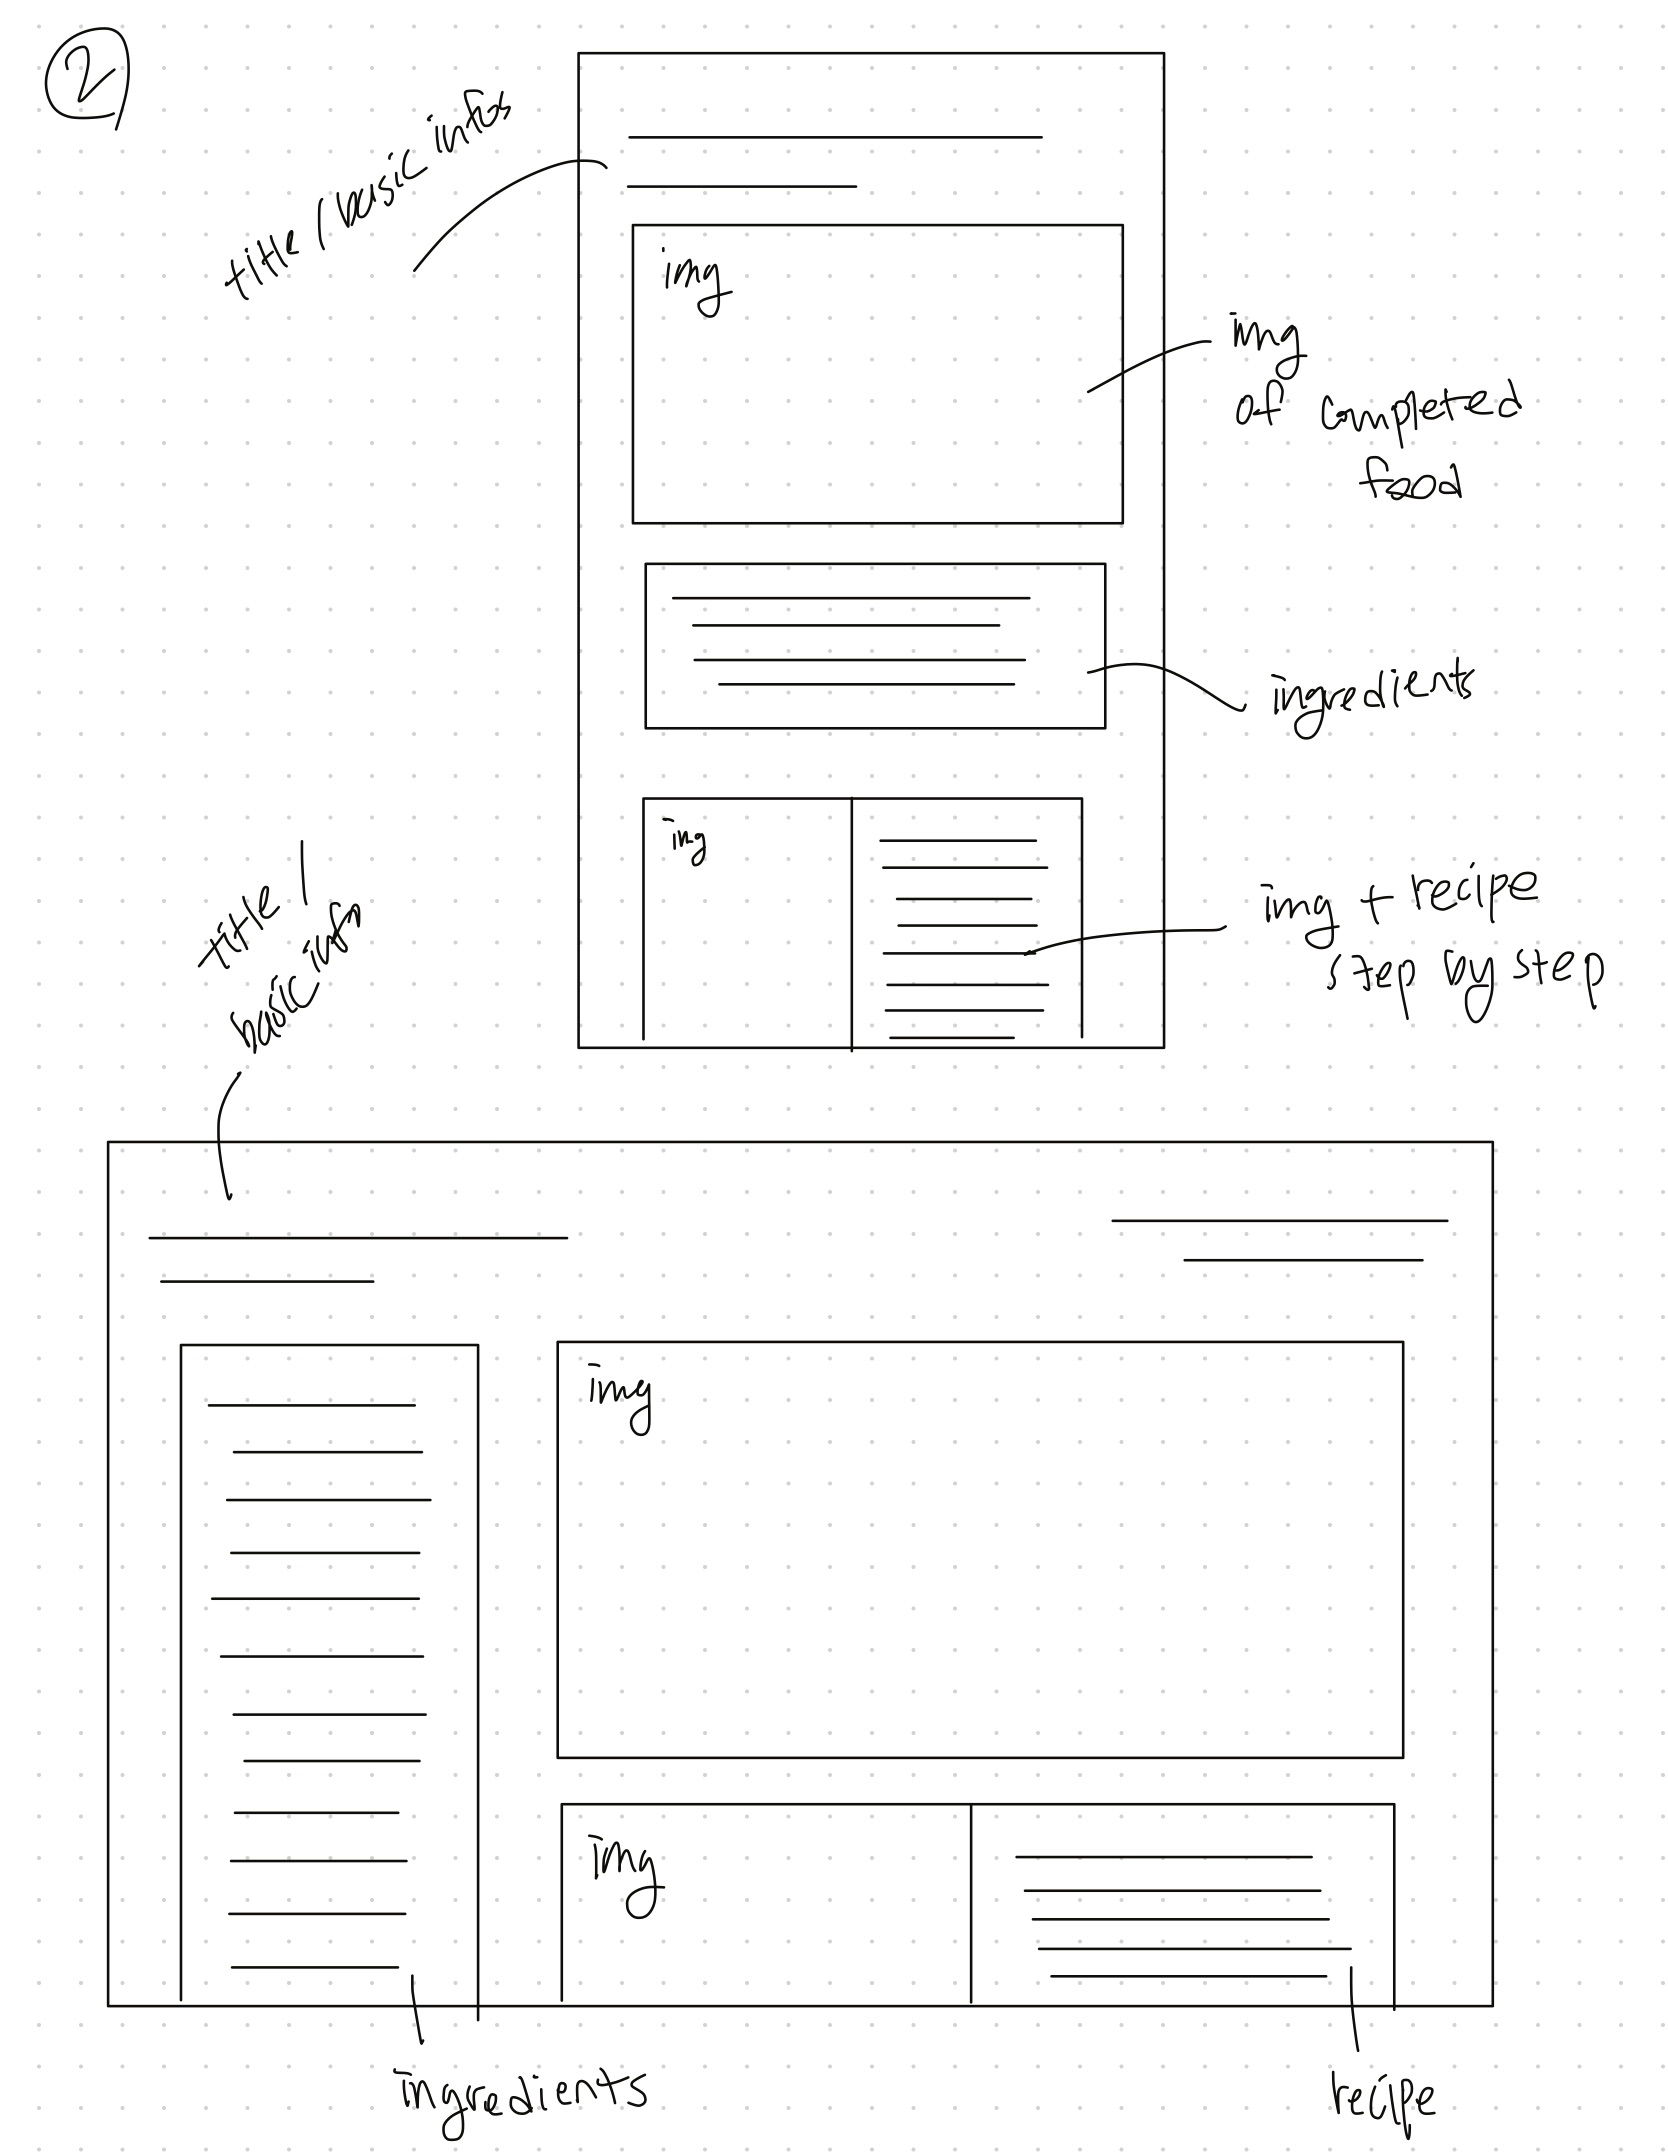 2
title / basic infos
img
img
of completed
food
ingredients
img
img + recipe
step by step
title /
basic info
img
img
ingredients
recipe